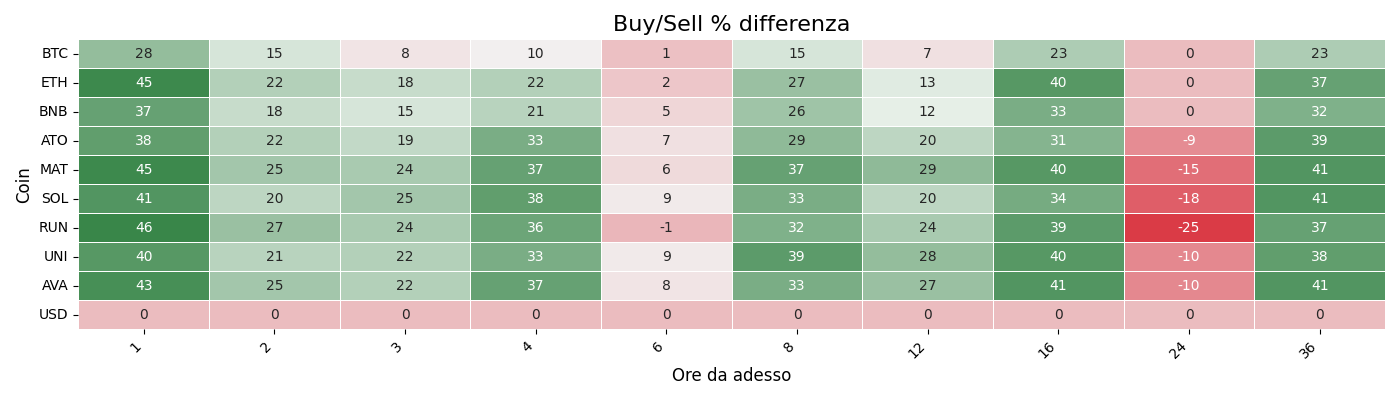 Buy/Sell % differenza
Coin
BTC 28 15 8 10 1 15 7 23 0 23
ETH 45 22 18 22 2 27 13 40 0 37
BNB 37 18 15 21 5 26 12 33 0 32
ATO 38 22 19 33 7 29 20 31 -9 39
MAT 45 25 24 37 6 37 29 40 -15 41
SOL 41 20 25 38 9 33 20 34 -18 41
RUN 46 27 24 36 -1 32 24 39 -25 37
UNI 40 21 22 33 9 39 28 40 -10 38
AVA 43 25 22 37 8 33 27 41 -10 41
USD 0 0 0 0 0 0 0 0 0 0
1 2 3 4 6 8 12 16 24 36
Ore da adesso